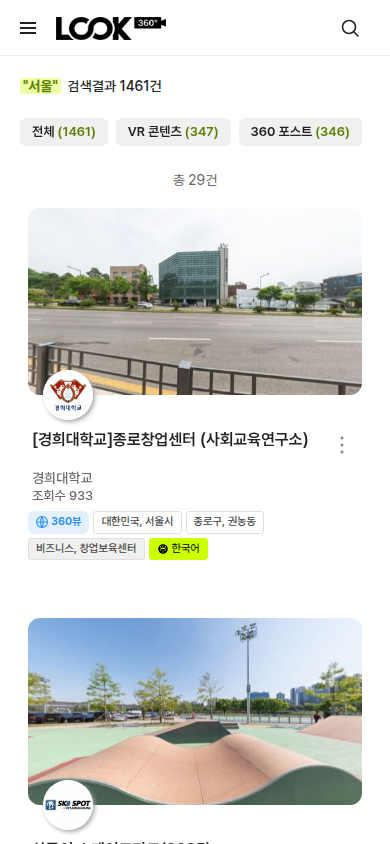 LOOK 360°
"서울" 검색결과 1461건
전체 (1461) VR 콘텐츠 (347) 360 포스트 (346)
총 29건
경희대학교
[경희대학교]종로창업센터 (사회교육연구소)
경희대학교
조회수 933
360뷰 대한민국, 서울시 종로구, 권농동
비즈니스, 창업보육센터 한국어
SK8 SPOT